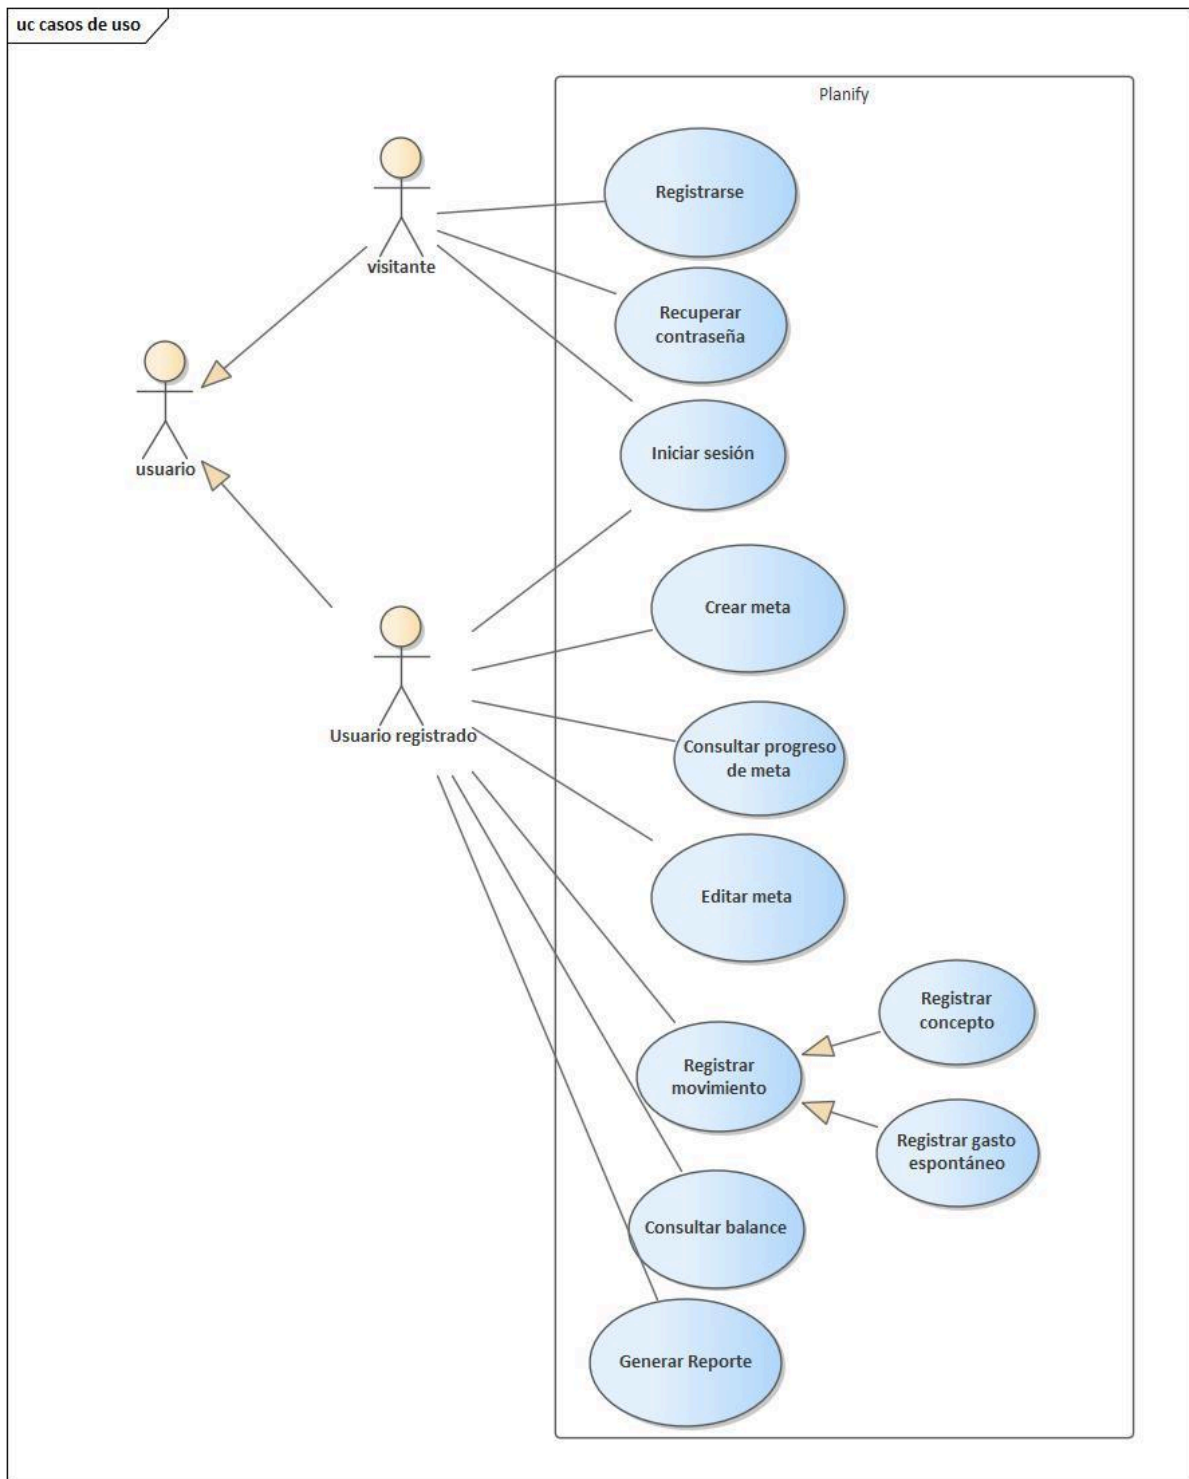 uc casos de uso
Planify
Registrarse
visitante
Recuperar
contraseña
usuario
Iniciar sesión
Crear meta
Usuario registrado
Consultar progreso
de meta
Editar meta
Registrar
concepto
Registrar
movimiento
Registrar gasto
espontáneo
Consultar balance
Generar Reporte